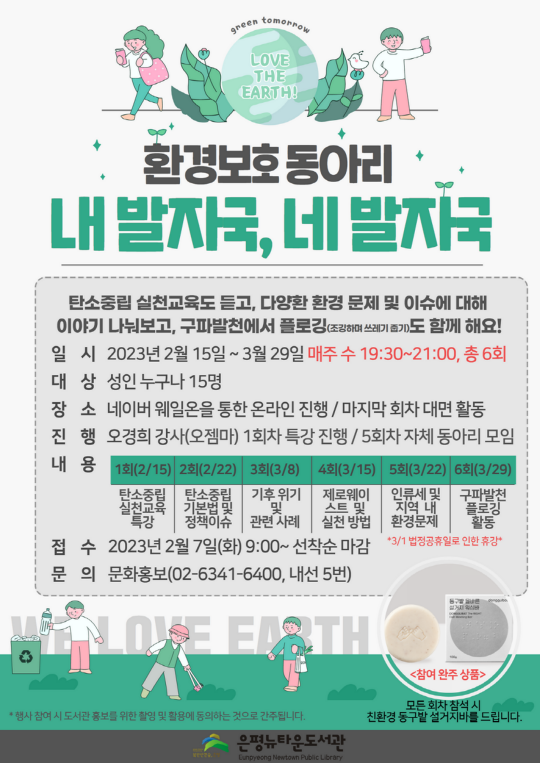 green tomorrow
LOVE
THE
EARTH!
환경보호 동아리
내 발자국, 네 발자국
탄소중립 실천교육도 듣고, 다양환 환경 문제 및 이슈에 대해
이야기 나눠보고, 구파발천에서 플로깅(조깅하며 쓰레기 줍기)도 함께 해요!
일 시 2023년 2월 15일 ~ 3월 29일 매주 수 19:30~21:00, 총 6회
대 상 성인 누구나 15명
장 소 네이버 웨일온을 통한 온라인 진행 / 마지막 회차 대면 활동
진 행 오경희 강사(오젬마) 1회차 특강 진행 / 5회차 자체 동아리 모임
내 용 1회(2/15) 2회(2/22) 3회(3/8) 4회(3/15) 5회(3/22) 6회(3/29)
탄소중립 탄소중립 기후 위기 제로웨이 인류세 및 구파발천
실천교육 기본법 및 및 스트 및 지역 내 플로깅
특강 정책이슈 관련 사례 실천 방법 환경문제 활동
접 수 2023년 2월 7일(화) 9:00~ 선착순 마감 *3/1 법정공휴일로 인한 휴강*
문 의 문화홍보(02-6341-6400, 내선 5번)
WE LOVE EARTH
동구밭 올바른
설거지 워싱바
<참여 완주 상품>
모든 회차 참석 시
친환경 동구밭 설거지바를 드립니다.
* 행사 참여 시 도서관 홍보를 위한 촬영 및 활용에 동의하는 것으로 간주됩니다.
은평뉴타운도서관
Eunpyeong Newtown Public Library